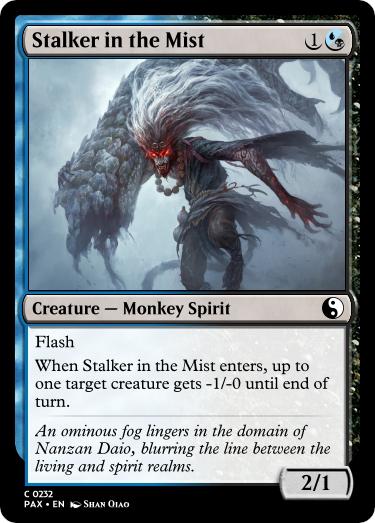 Stalker in the Mist 1
Creature — Monkey Spirit
Flash
When Stalker in the Mist enters, up to
one target creature gets -1/-0 until end of
turn.
An ominous fog lingers in the domain of
Nanzan Daio, blurring the line between the
living and spirit realms.
2/1
C 0232
PAX • EN Shan Qiao